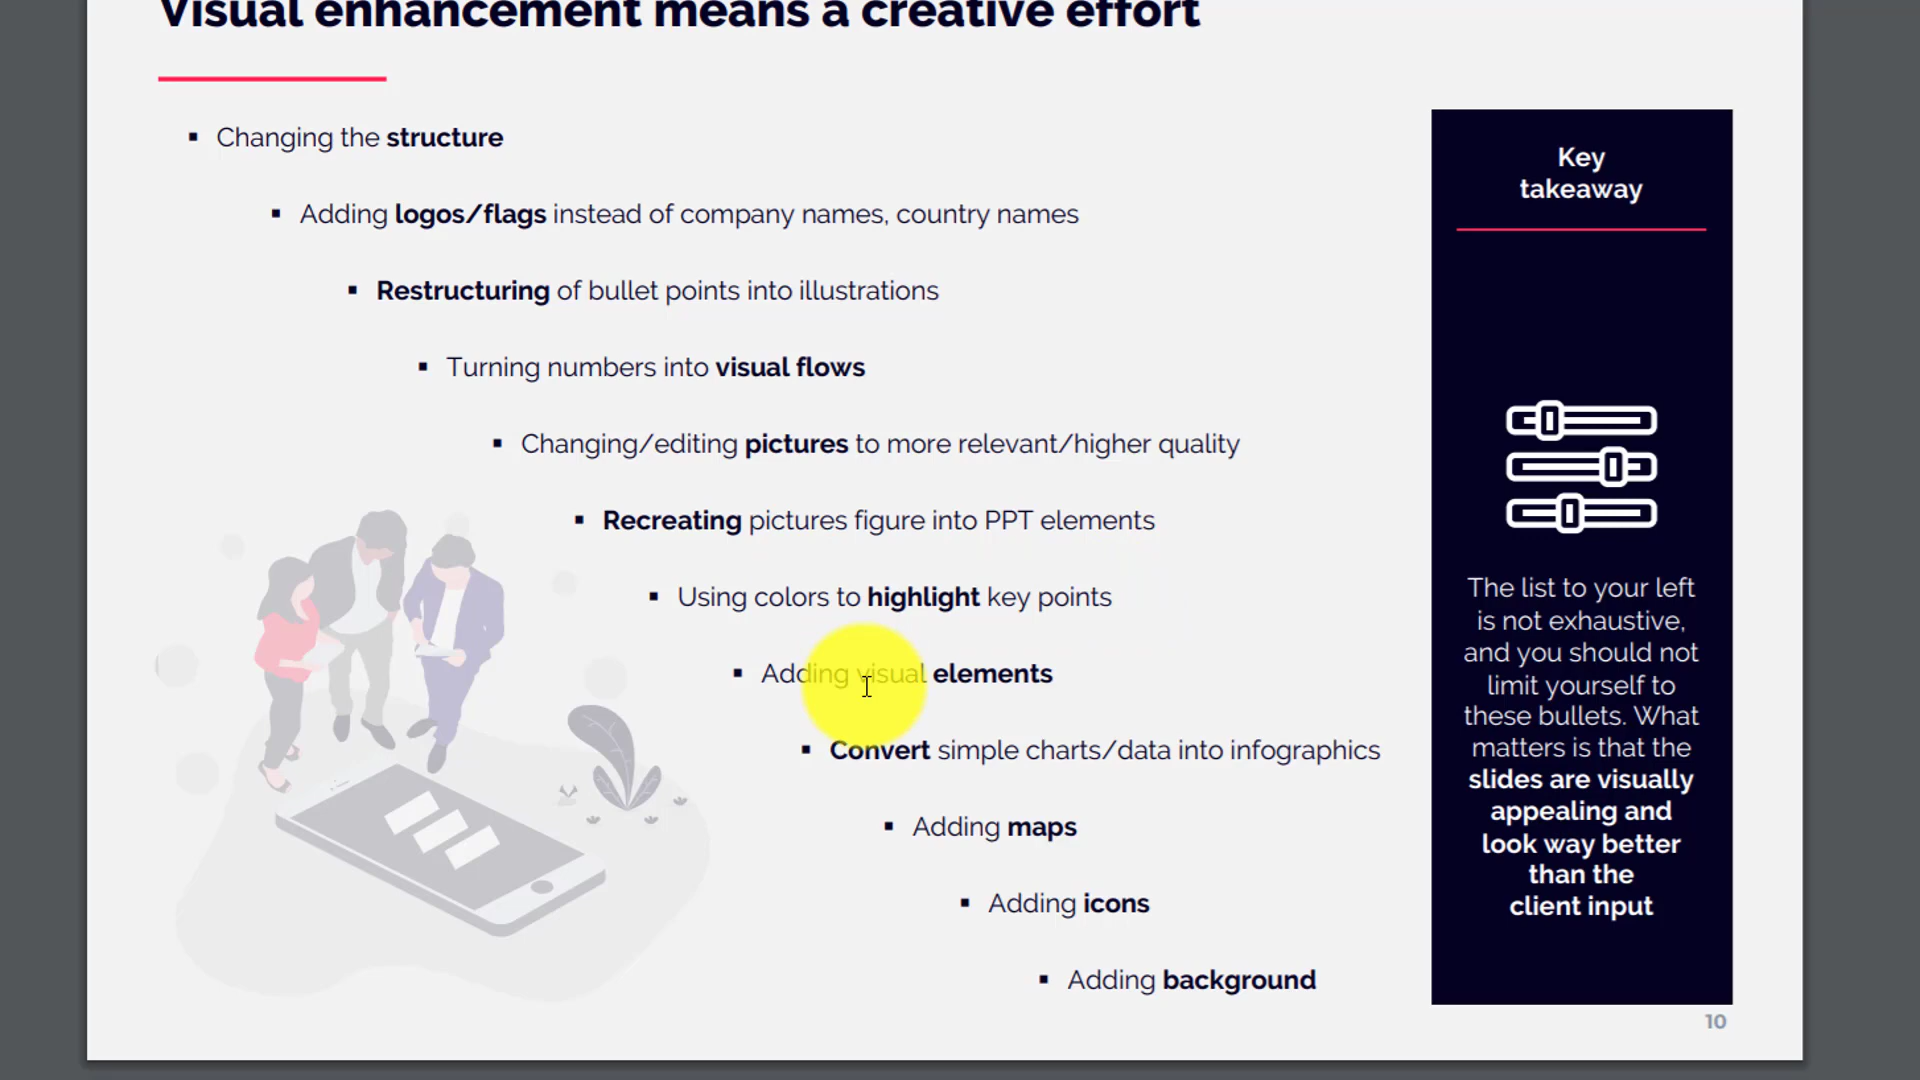 Visual enhancement means a creative effort
▪ Changing the structure
▪ Adding logos/flags instead of company names, country names
▪ Restructuring of bullet points into illustrations
▪ Turning numbers into visual flows
▪ Changing/editing pictures to more relevant/higher quality
▪ Recreating pictures figure into PPT elements
▪ Using colors to highlight key points
▪ Adding visual elements
▪ Convert simple charts/data into infographics
▪ Adding maps
▪ Adding icons
▪ Adding background
Key
takeaway
The list to your left
is not exhaustive,
and you should not
limit yourself to
these bullets. What
matters is that the
slides are visually
appealing and
look way better
than the
client input
10